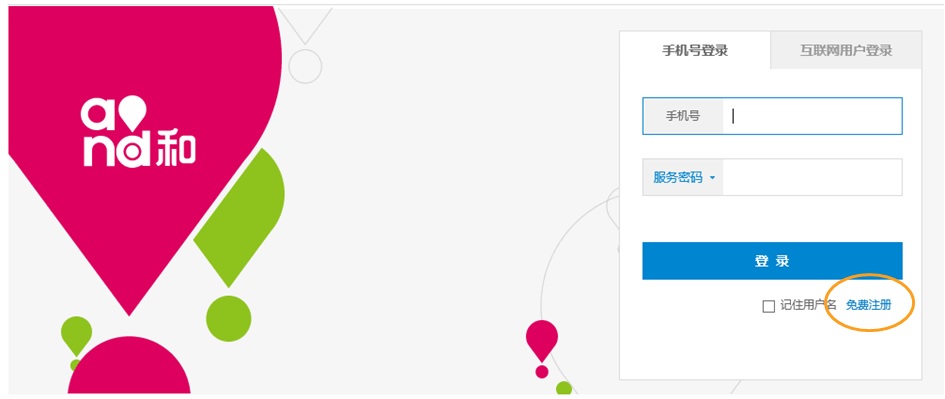 and和
手机号登录
互联网用户登录
手机号
服务密码
登 录
记住用户名
免费注册